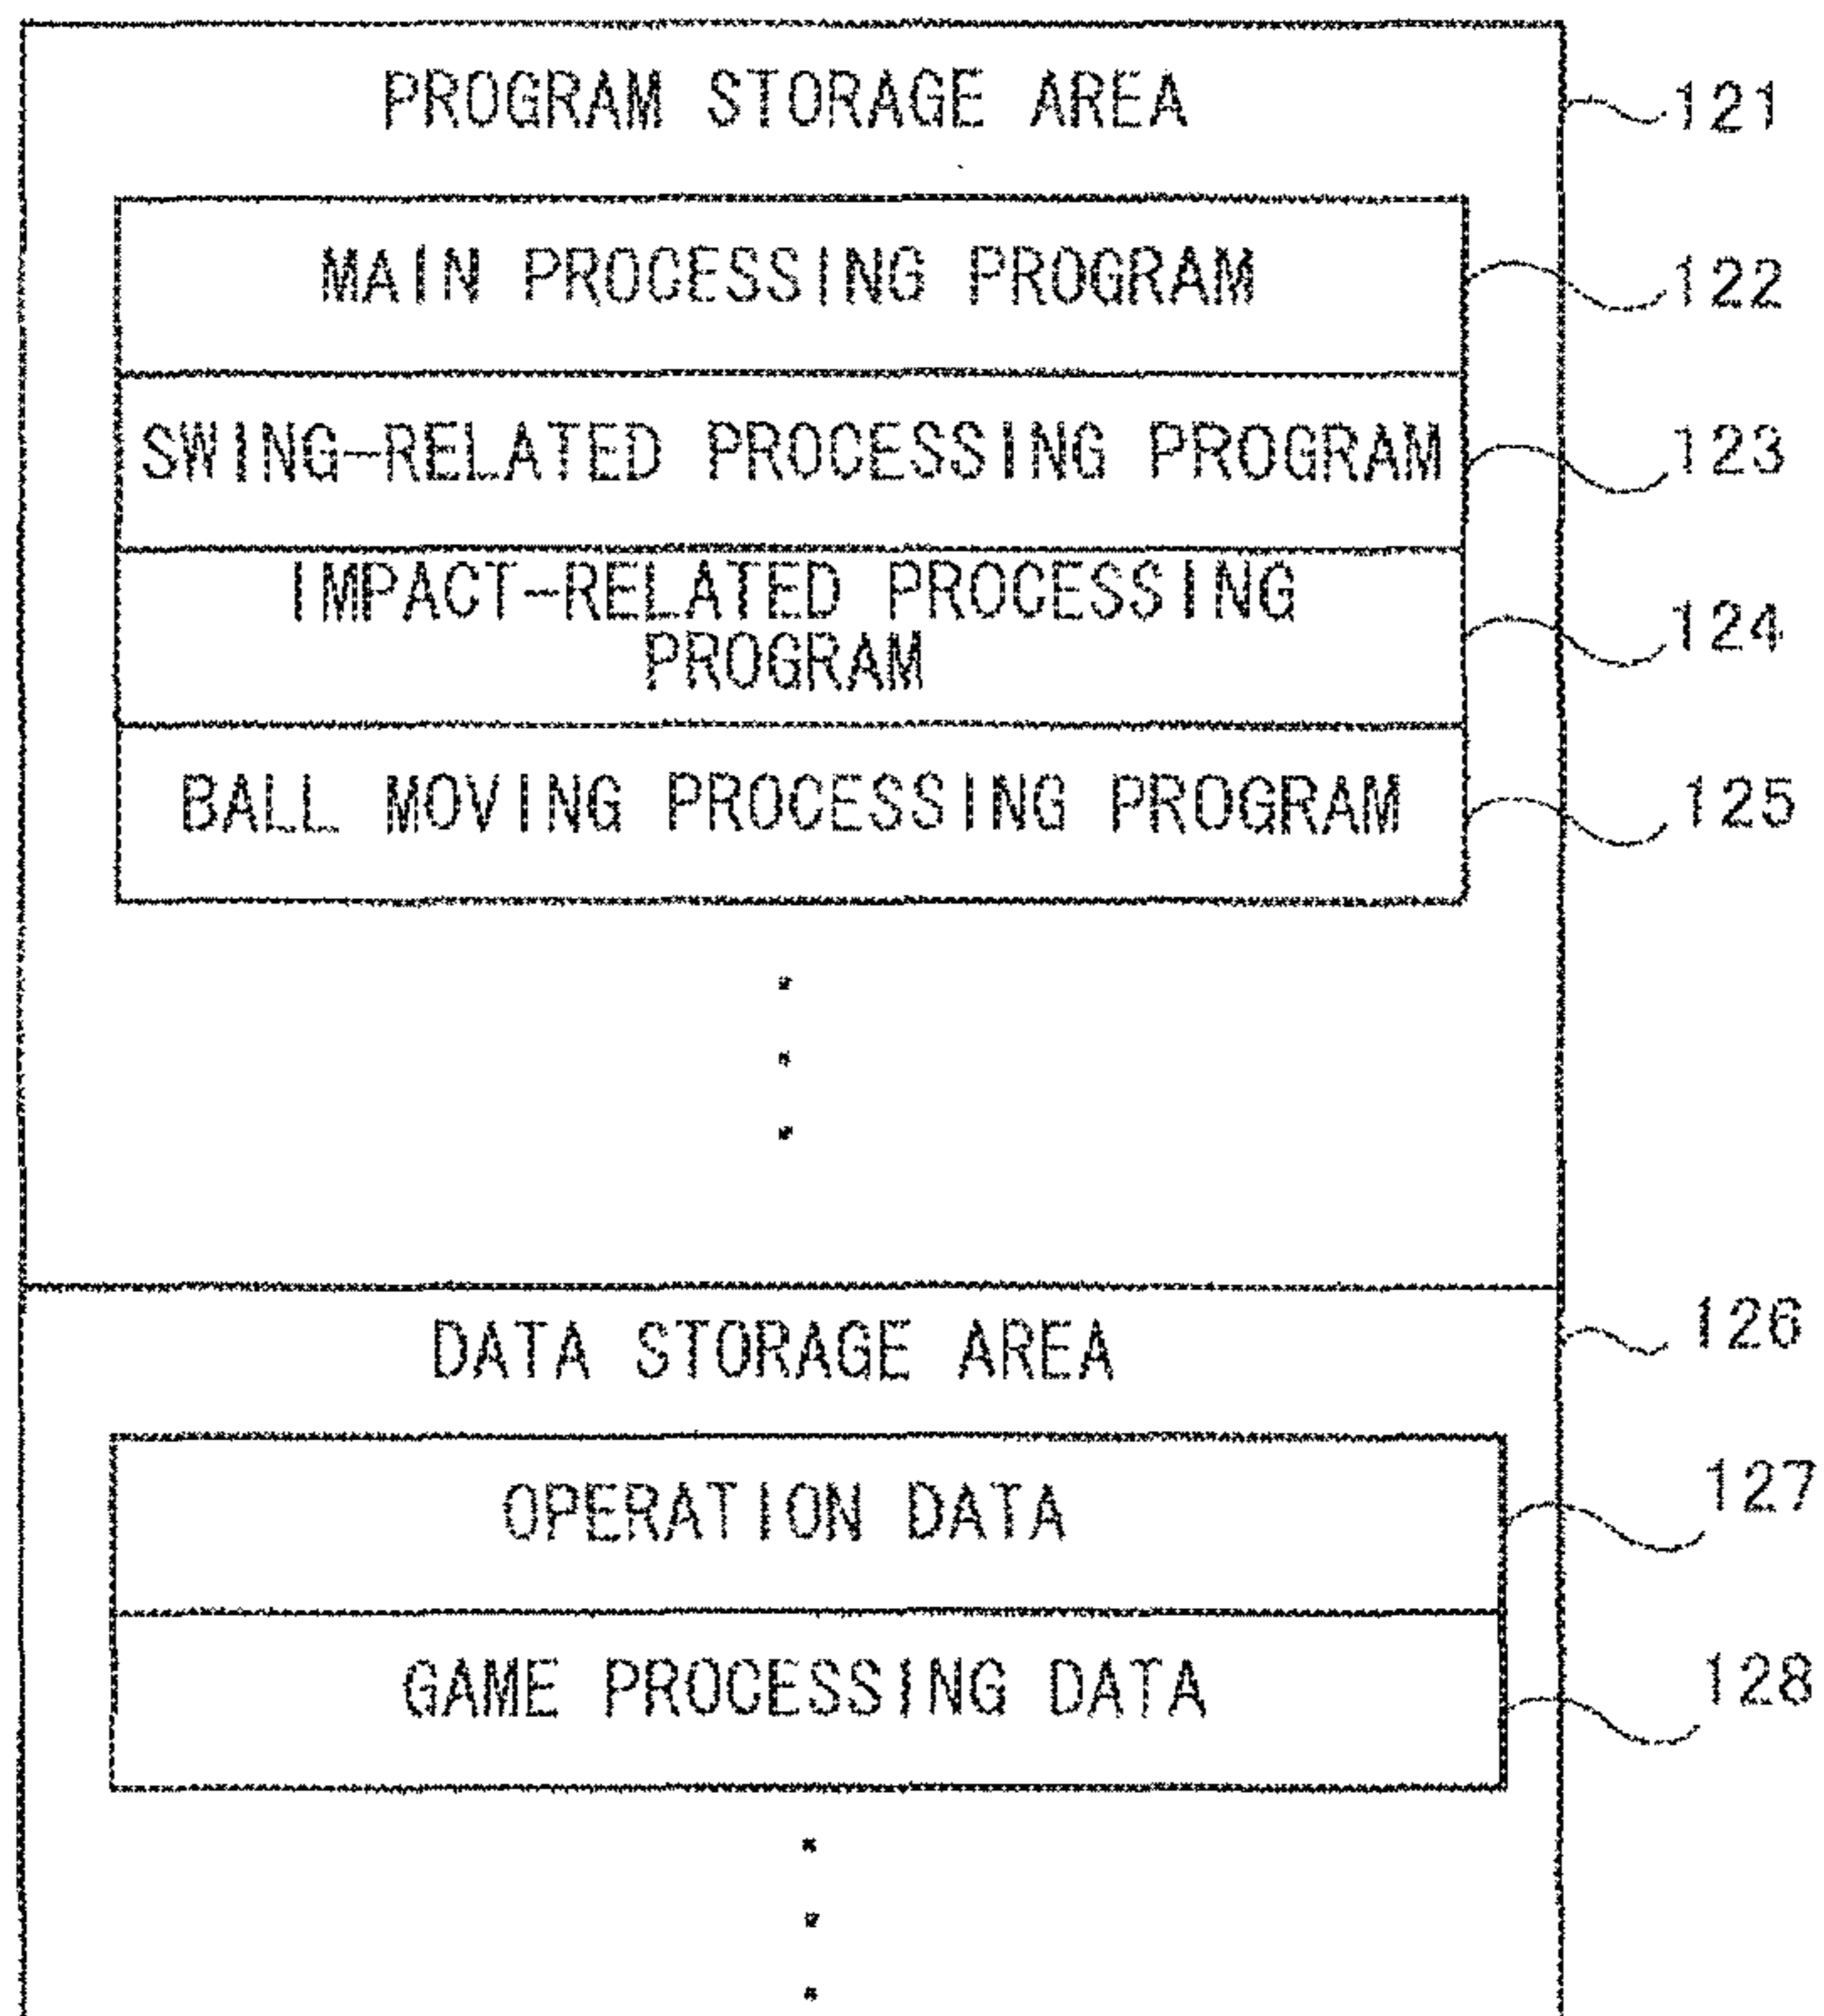 PROGRAM STORAGE AREA 121
MAIN PROCESSING PROGRAM 122
SWING-RELATED PROCESSING PROGRAM 123
IMPACT-RELATED PROCESSING
PROGRAM 124
BALL MOVING PROCESSING PROGRAM 125
DATA STORAGE AREA 126
OPERATION DATA 127
GAME PROCESSING DATA 128